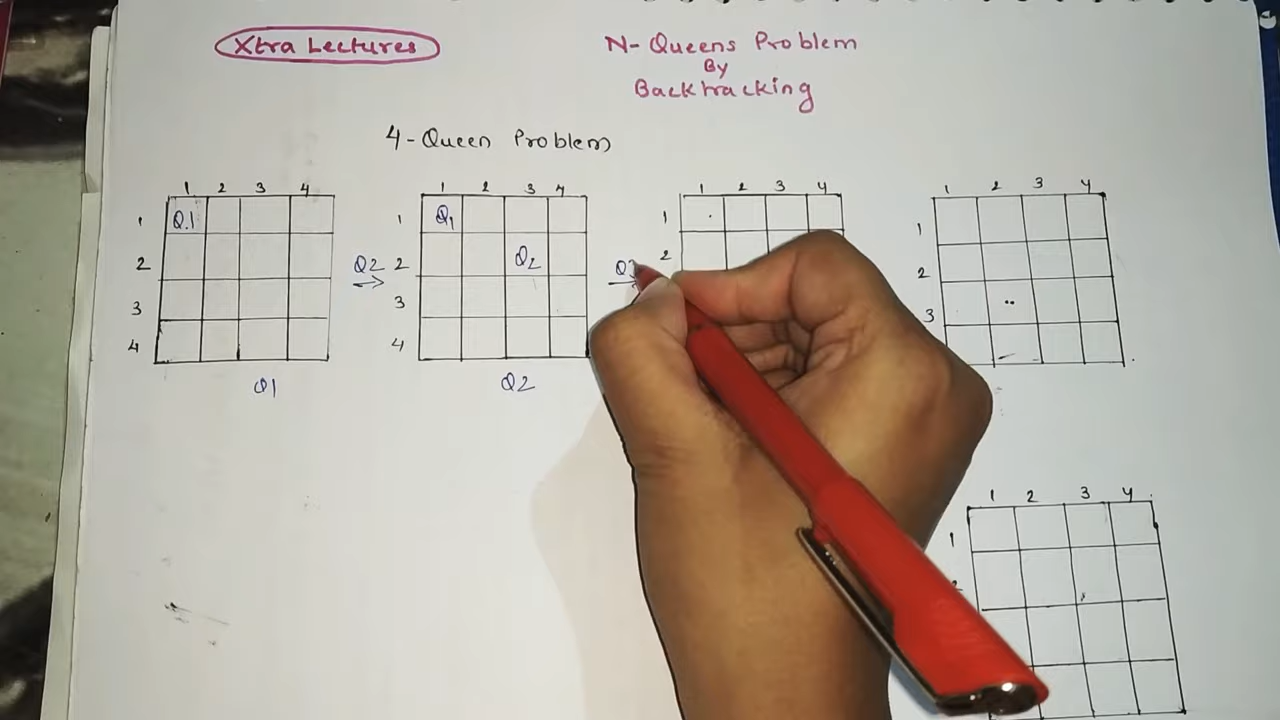 Xtra Lectures
N-Queens Problem
By
Backtracking
4-Queen Problem
1 2 3 4
1 Q1
2
3
4
Q1
Q2
1 2 3 4
1 Q1
2 Q2
3
4
Q2
Q3
1 2 3 4
1
2
1 2 3 4
1
2
3
1 2 3 4
1